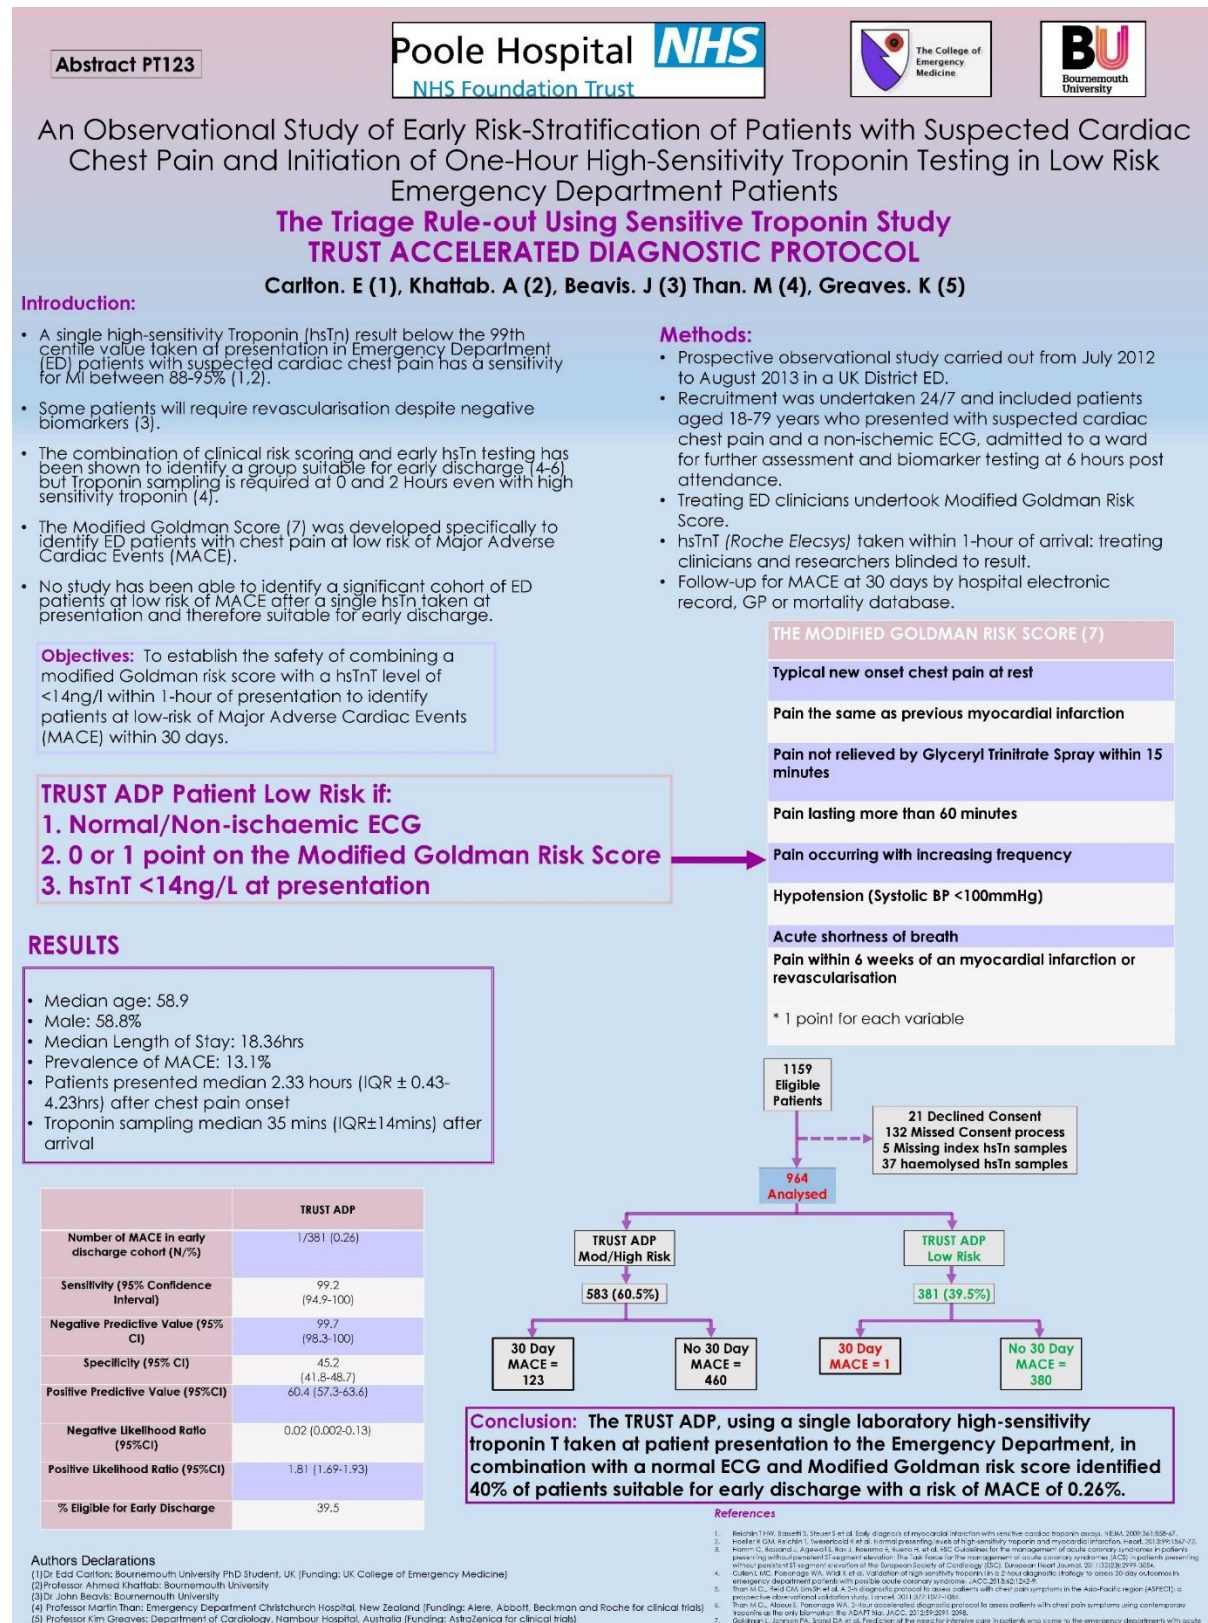 Abstract PT123
Poole Hospital NHS
NHS Foundation Trust
The College of
Emergency
Medicine
BU
Bournemouth
University
An Observational Study of Early Risk-Stratification of Patients with Suspected Cardiac
Chest Pain and Initiation of One-Hour High-Sensitivity Troponin Testing in Low Risk
Emergency Department Patients
The Triage Rule-out Using Sensitive Troponin Study
TRUST ACCELERATED DIAGNOSTIC PROTOCOL
Carlton. E (1), Khattab. A (2), Beavis. J (3) Than. M (4), Greaves. K (5)
Introduction:
• A single high-sensitivity Troponin (hsTn) result below the 99th
centile value taken at presentation in Emergency Department
(ED) patients with suspected cardiac chest pain has a sensitivity
for MI between 88-95% (1,2).
• Some patients will require revascularisation despite negative
biomarkers (3).
• The combination of clinical risk scoring and early hsTn testing has
been shown to identify a group suitable for early discharge (4-6)
but Troponin sampling is required at 0 and 2 Hours even with high
sensitivity troponin (4).
• The Modified Goldman Score (7) was developed specifically to
identify ED patients with chest pain at low risk of Major Adverse
Cardiac Events (MACE).
• No study has been able to identify a significant cohort of ED
patients at low risk of MACE after a single hsTn taken at
presentation and therefore suitable for early discharge.
Objectives: To establish the safety of combining a
modified Goldman risk score with a hsTnT level of
<14ng/l within 1-hour of presentation to identify
patients at low-risk of Major Adverse Cardiac Events
(MACE) within 30 days.
Methods:
• Prospective observational study carried out from July 2012
to August 2013 in a UK District ED.
• Recruitment was undertaken 24/7 and included patients
aged 18-79 years who presented with suspected cardiac
chest pain and a non-ischemic ECG, admitted to a ward
for further assessment and biomarker testing at 6 hours post
attendance.
• Treating ED clinicians undertook Modified Goldman Risk
Score.
• hsTnT (Roche Elecsys) taken within 1-hour of arrival: treating
clinicians and researchers blinded to result.
• Follow-up for MACE at 30 days by hospital electronic
record, GP or mortality database.
TRUST ADP Patient Low Risk if:
1. Normal/Non-ischaemic ECG
2. 0 or 1 point on the Modified Goldman Risk Score
3. hsTnT <14ng/L at presentation
THE MODIFIED GOLDMAN RISK SCORE (7)
Typical new onset chest pain at rest
Pain the same as previous myocardial infarction
Pain not relieved by Glyceryl Trinitrate Spray within 15
minutes
Pain lasting more than 60 minutes
Pain occurring with increasing frequency
Hypotension (Systolic BP <100mmHg)
Acute shortness of breath
Pain within 6 weeks of an myocardial infarction or
revascularisation
* 1 point for each variable
RESULTS
• Median age: 58.9
• Male: 58.8%
• Median Length of Stay: 18.36hrs
• Prevalence of MACE: 13.1%
• Patients presented median 2.33 hours (IQR ± 0.43-
4.23hrs) after chest pain onset
• Troponin sampling median 35 mins (IQR±14mins) after
arrival
TRUST ADP
Number of MACE in early
discharge cohort (N/%)
1/381 (0.26)
Sensitivity (95% Confidence
Interval)
99.2
(94.9-100)
Negative Predictive Value (95%
CI)
99.7
(98.3-100)
Specificity (95% CI)
45.2
(41.8-48.7)
Positive Predictive Value (95%CI)
60.4 (57.3-63.6)
Negative Likelihood Ratio
(95%CI)
0.02 (0.002-0.13)
Positive Likelihood Ratio (95%CI)
1.81 (1.69-1.93)
% Eligible for Early Discharge
39.5
1159
Eligible
Patients
21 Declined Consent
132 Missed Consent process
5 Missing index hsTn samples
37 haemolysed hsTn samples
964
Analysed
TRUST ADP
Mod/High Risk
TRUST ADP
Low Risk
583 (60.5%)
381 (39.5%)
30 Day
MACE =
123
No 30 Day
MACE =
460
30 Day
MACE = 1
No 30 Day
MACE =
380
Conclusion: The TRUST ADP, using a single laboratory high-sensitivity
troponin T taken at patient presentation to the Emergency Department, in
combination with a normal ECG and Modified Goldman risk score identified
40% of patients suitable for early discharge with a risk of MACE of 0.26%.
Authors Declarations
(1)Dr Edd Carlton: Bournemouth University PhD Student, UK (Funding: UK College of Emergency Medicine)
(2)Professor Ahmed Khattab: Bournemouth University
(3)Dr John Beavis: Bournemouth University
(4) Professor Martin Than: Emergency Department Christchurch Hospital, New Zealand (Funding: Alere, Abbott, Beckman and Roche for clinical trials)
(5) Professor Kim Greaves: Department of Cardiology, Nambour Hospital, Australia (Funding: AstraZenica for clinical trials)
References